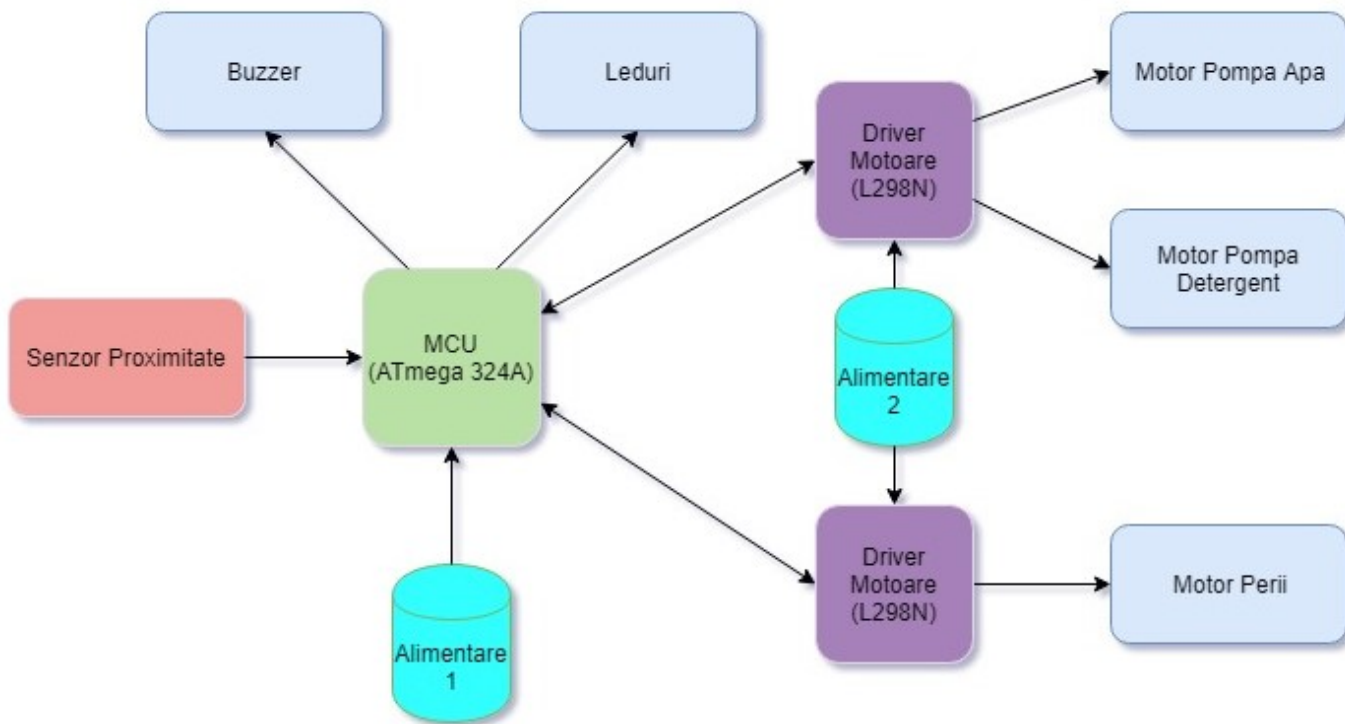 Buzzer
Leduri
Motor Pompa Apa
Driver
Motoare
(L298N)
Motor Pompa
Detergent
Senzor Proximitate
MCU
(ATmega 324A)
Alimentare
2
Driver
Motoare
(L298N)
Motor Perii
Alimentare
1